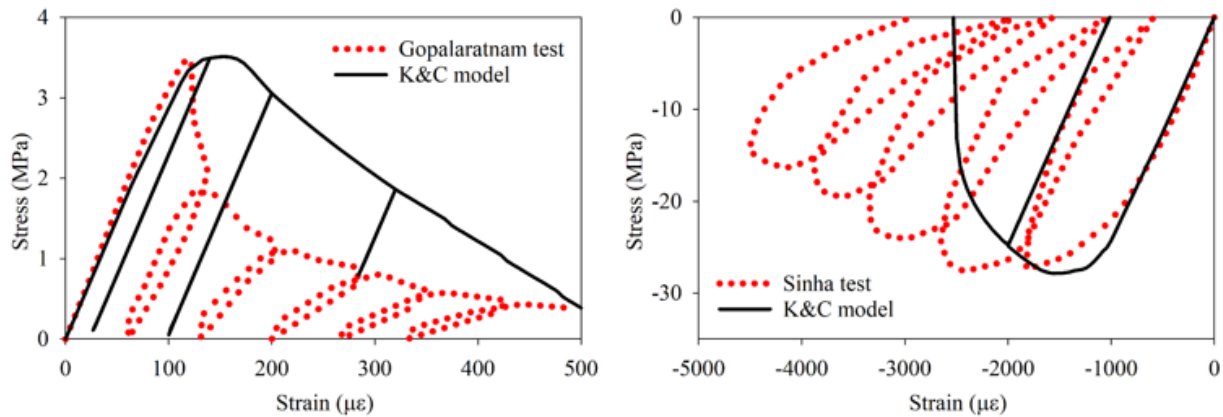 4
3
2
1
0
Stress (MPa)
Gopalaratnam test
K&C model
0 100 200 300 400 500
Strain (με)
0
-10
-20
-30
Stress (MPa)
Sinha test
K&C model
-5000 -4000 -3000 -2000 -1000 0
Strain (με)